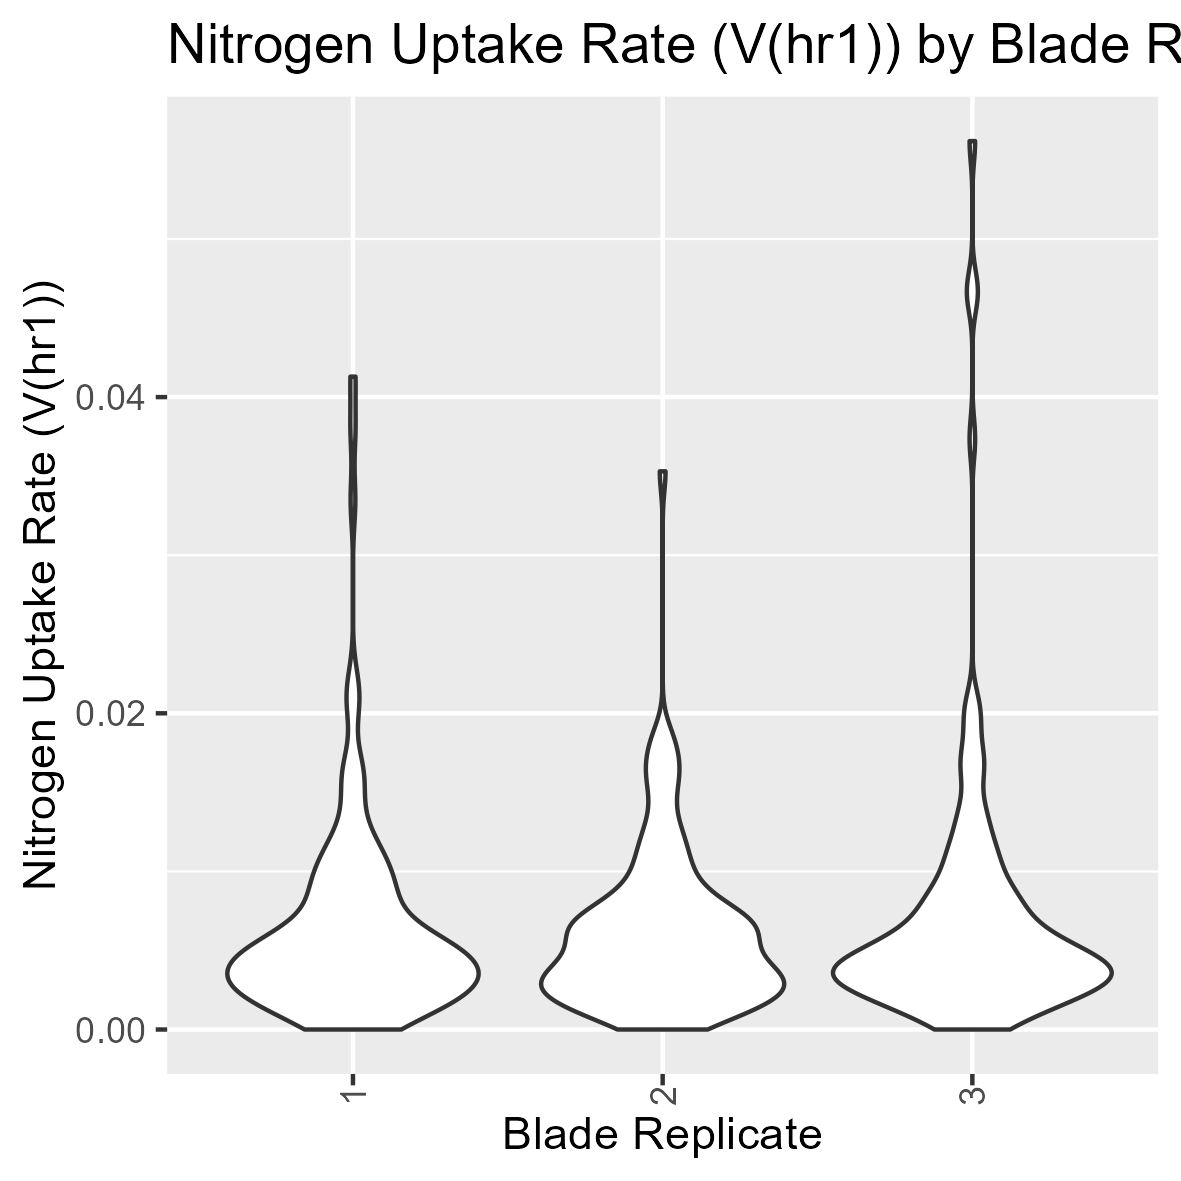 Nitrogen Uptake Rate (V(hr1)) by Blade R
Nitrogen Uptake Rate (V(hr1))
0.04
0.02
0.00
1
2
3
Blade Replicate